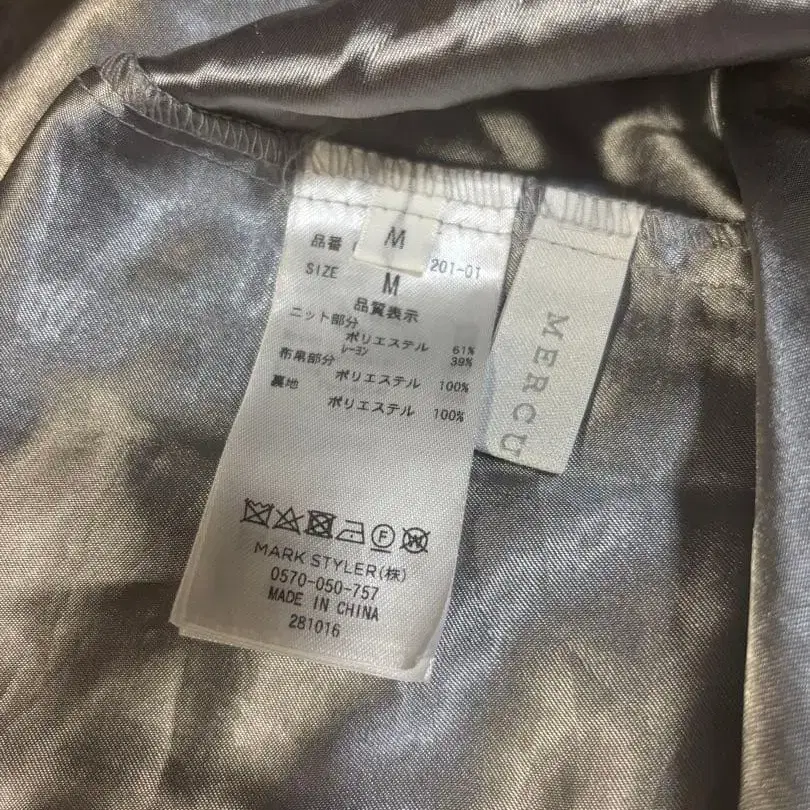 M
品番 201-01
SIZE M
品質表示
ニット部分
ポリエステル 61%
レーヨン 39%
布帛部分
ポリエステル 100%
裏地
ポリエステル 100%
MARK STYLER(株)
0570-050-757
MADE IN CHINA
281016
MERCU